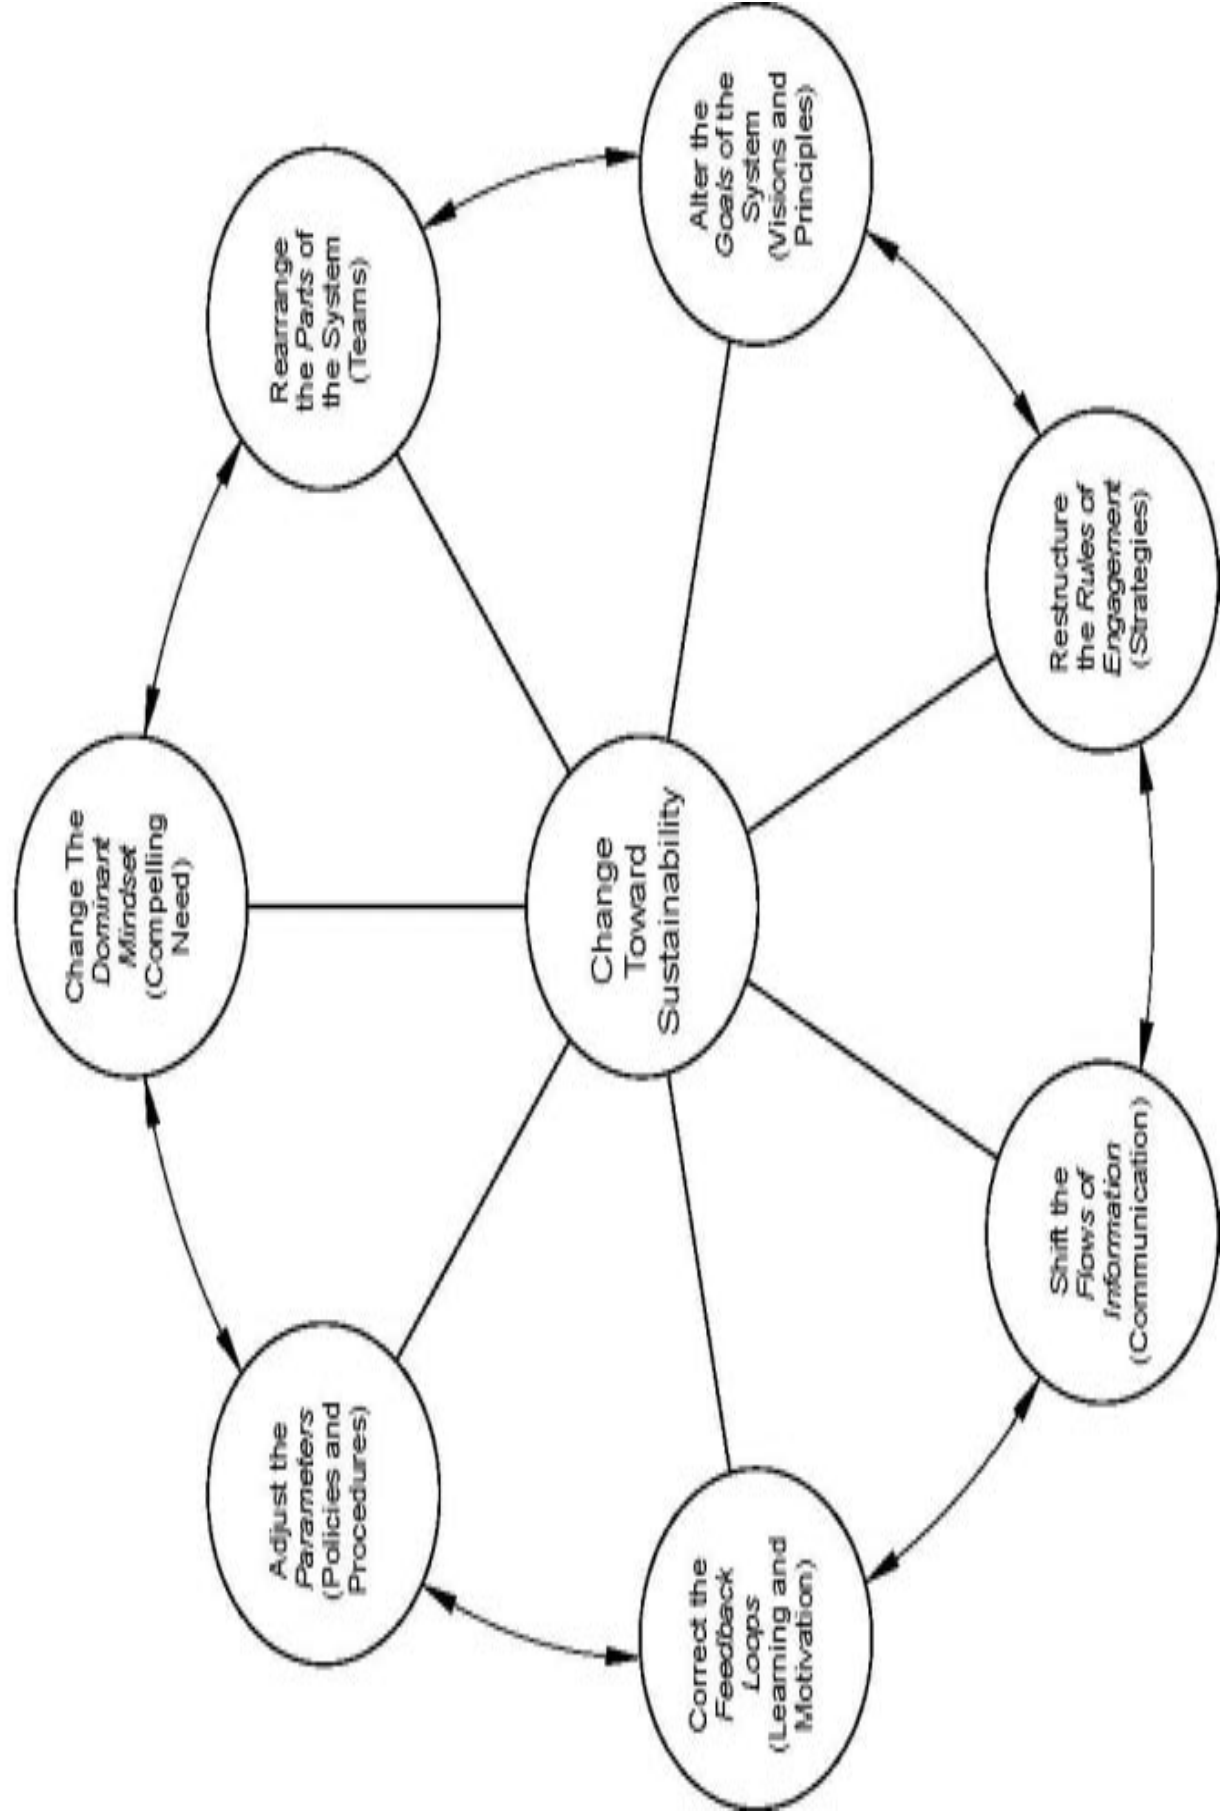 Change The
Dominant
Mindset
(Compelling
Need)
Rearrange
the Parts of
the System
(Teams)
Alter the
Goals of the
System
(Visions and
Principles)
Restructure
the Rules of
Engagement
(Strategies)
Shift the
Flows of
Information
(Communication)
Correct the
Feedback
Loops
(Learning and
Motivation)
Adjust the
Parameters
(Policies and
Procedures)
Change
Toward
Sustainability